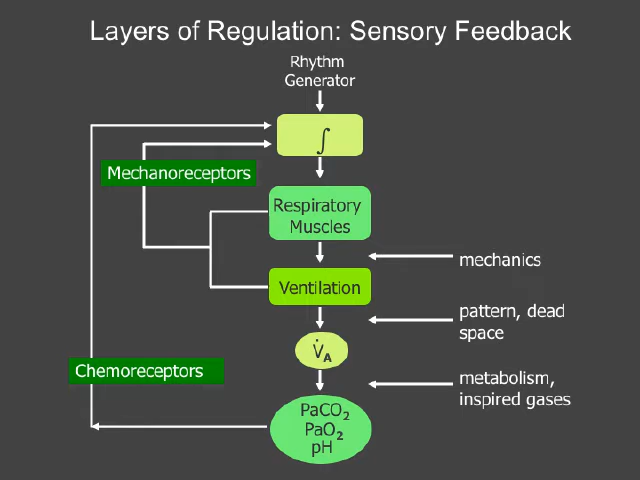 Layers of Regulation: Sensory Feedback
Rhythm
Generator
∫
Mechanoreceptors
Respiratory
Muscles
mechanics
Ventilation
pattern, dead
space
V̇A
Chemoreceptors
metabolism,
inspired gases
PaCO2
PaO2
pH